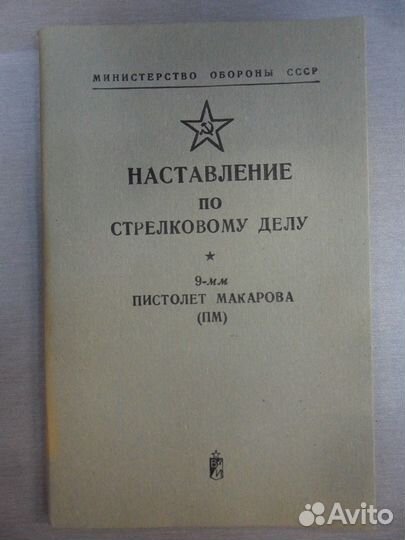 МИНИСТЕРСТВО ОБОРОНЫ СССР
НАСТАВЛЕНИЕ
ПО
СТРЕЛКОВОМУ ДЕЛУ
9-мм
ПИСТОЛЕТ МАКАРОВА
(ПМ)
Avito